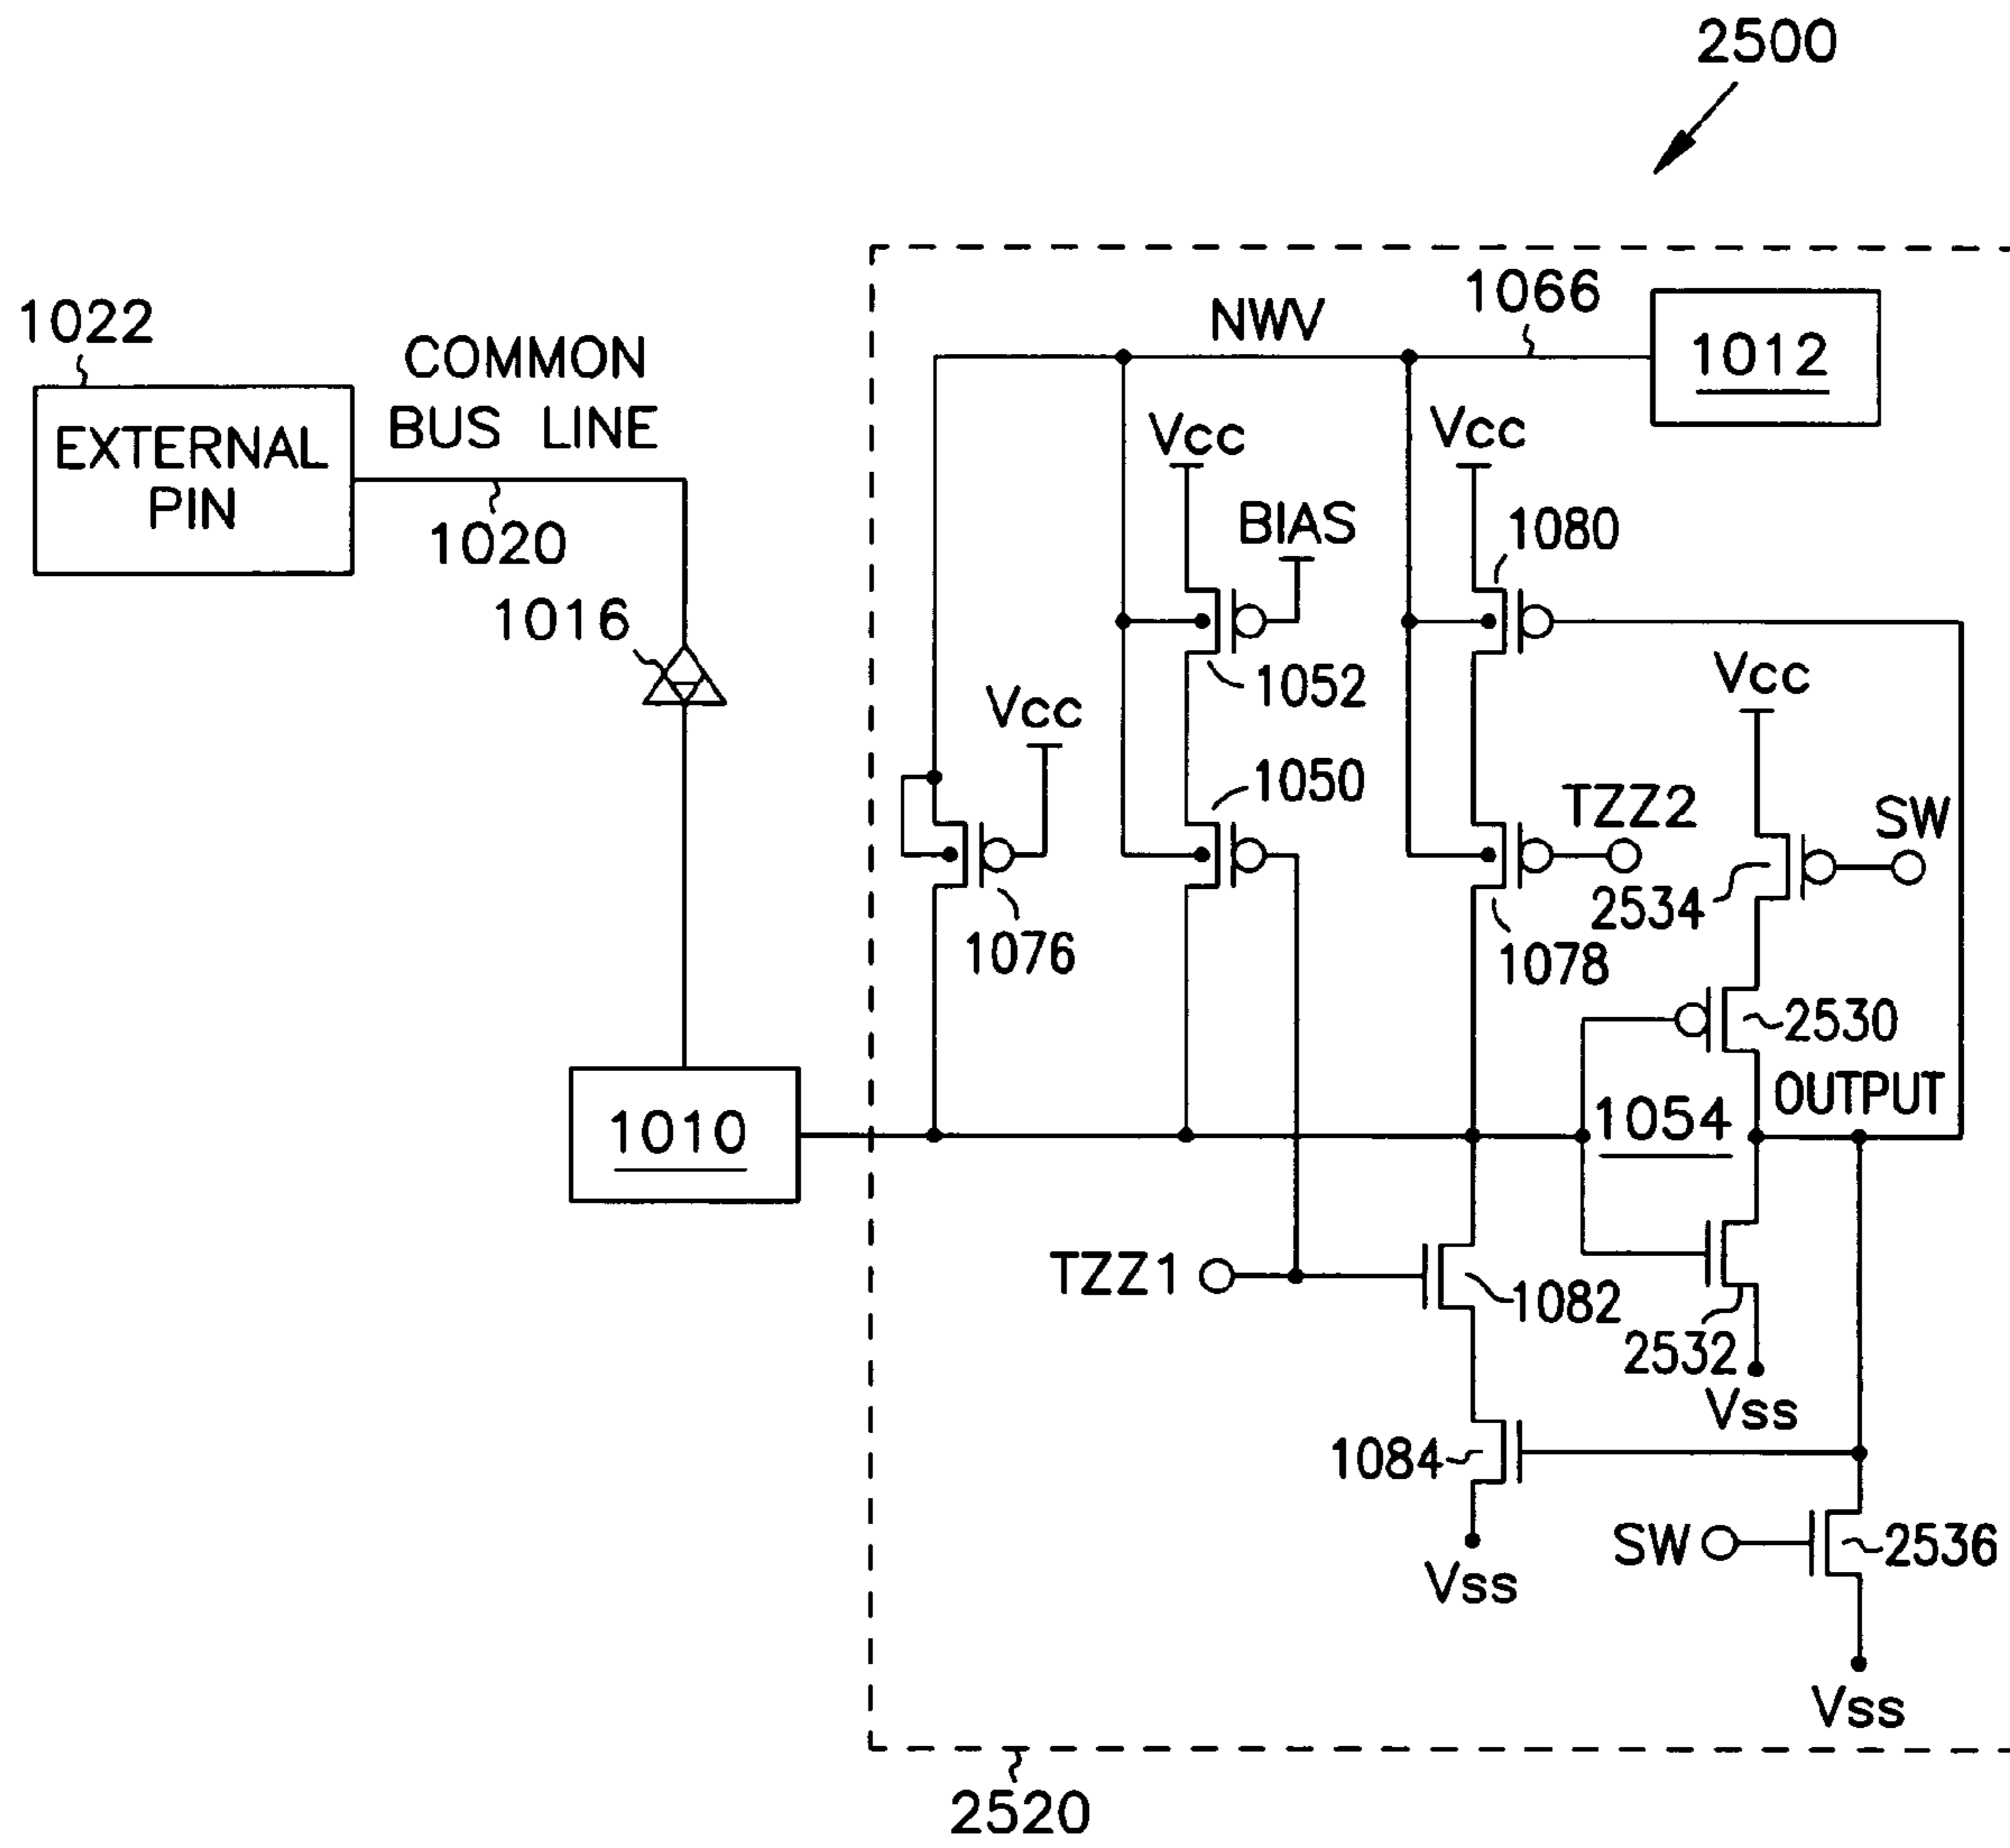 2500
1022
COMMON
BUS LINE
EXTERNAL
PIN
1020
1016
NWV
1066
1012
Vcc
Vcc
BIAS
1080
1052
Vcc
Vcc
1050
TZZ2
SW
2534
1076
1078
2530
OUTPUT
1010
1054
TZZ1
1082
2532
Vss
1084
SW
2536
Vss
Vss
2520